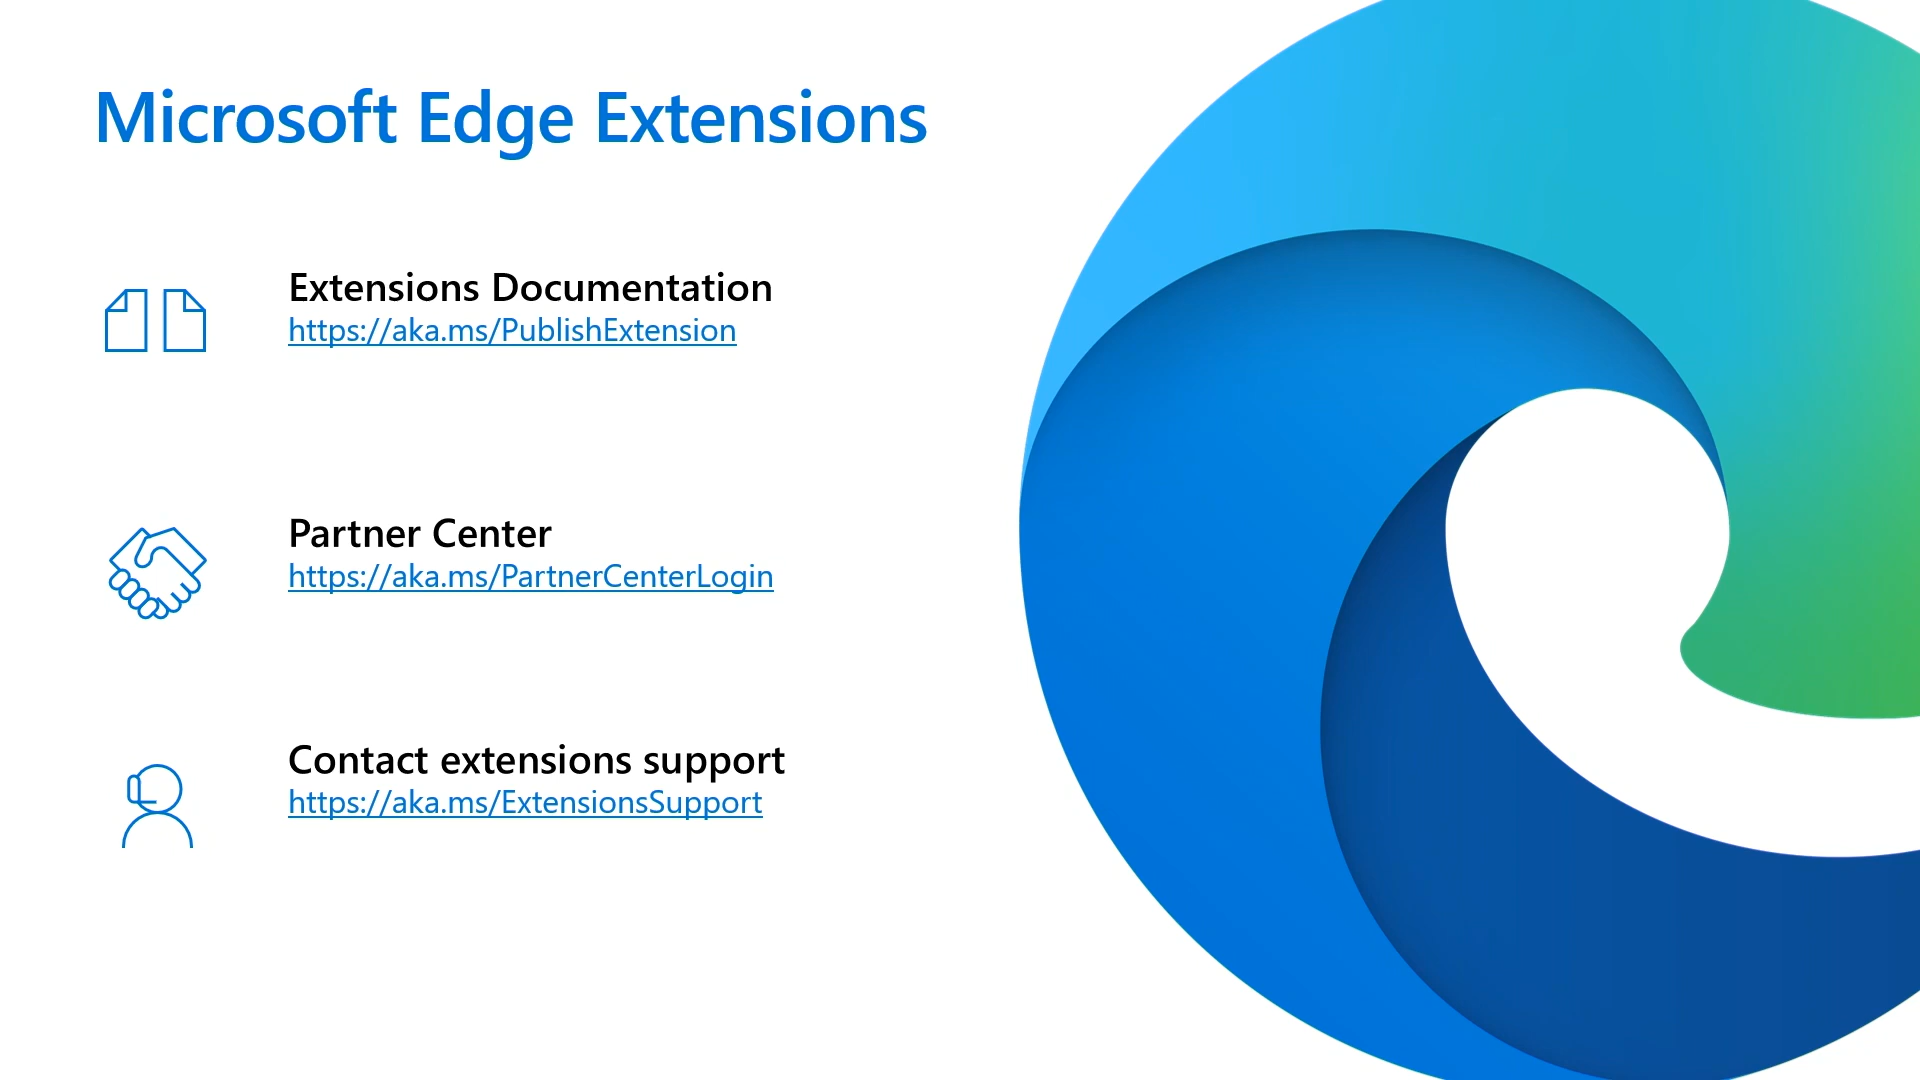 Microsoft Edge Extensions
Extensions Documentation
https://aka.ms/PublishExtension
Partner Center
https://aka.ms/PartnerCenterLogin
Contact extensions support
https://aka.ms/ExtensionsSupport